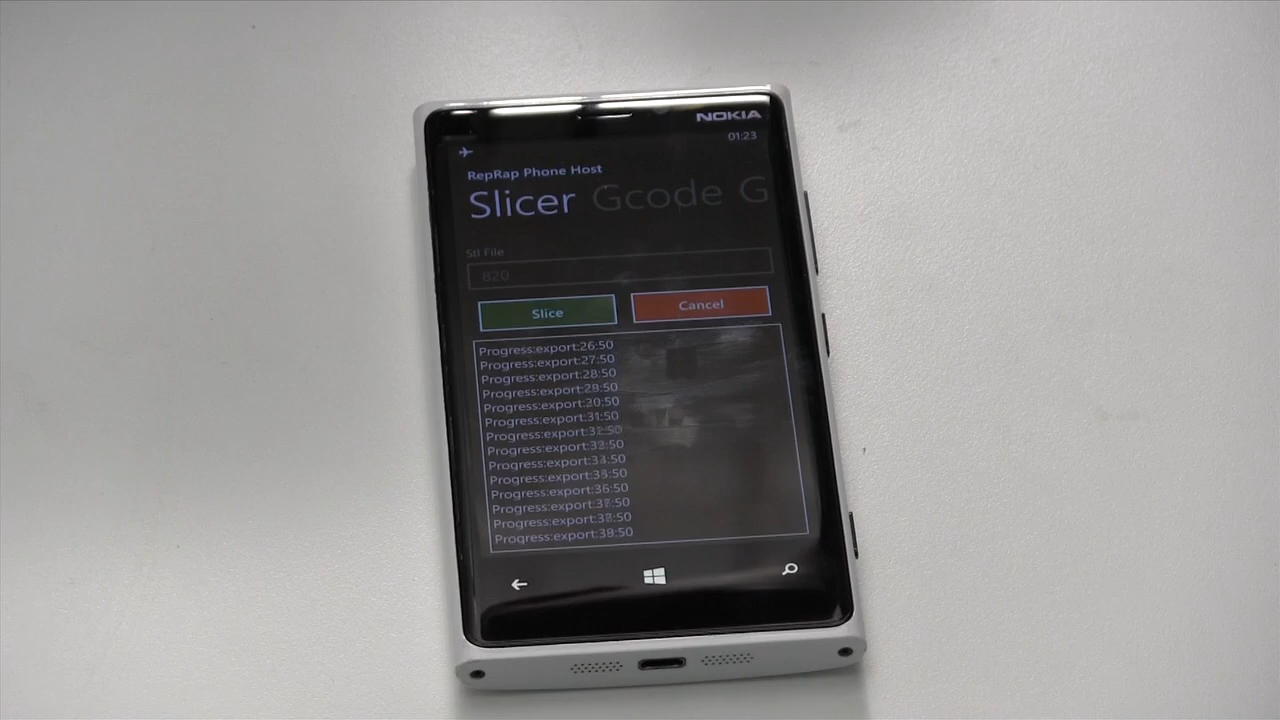 NOKIA
01:23
RepRap Phone Host
Slicer Gcode G
Stl File
820
Slice Cancel
Progress:export:26:50
Progress:export:27:50
Progress:export:28:50
Progress:export:29:50
Progress:export:30:50
Progress:export:31:50
Progress:export:32:50
Progress:export:33:50
Progress:export:34:50
Progress:export:35:50
Progress:export:36:50
Progress:export:37:50
Progress:export:38:50
Progress:export:39:50